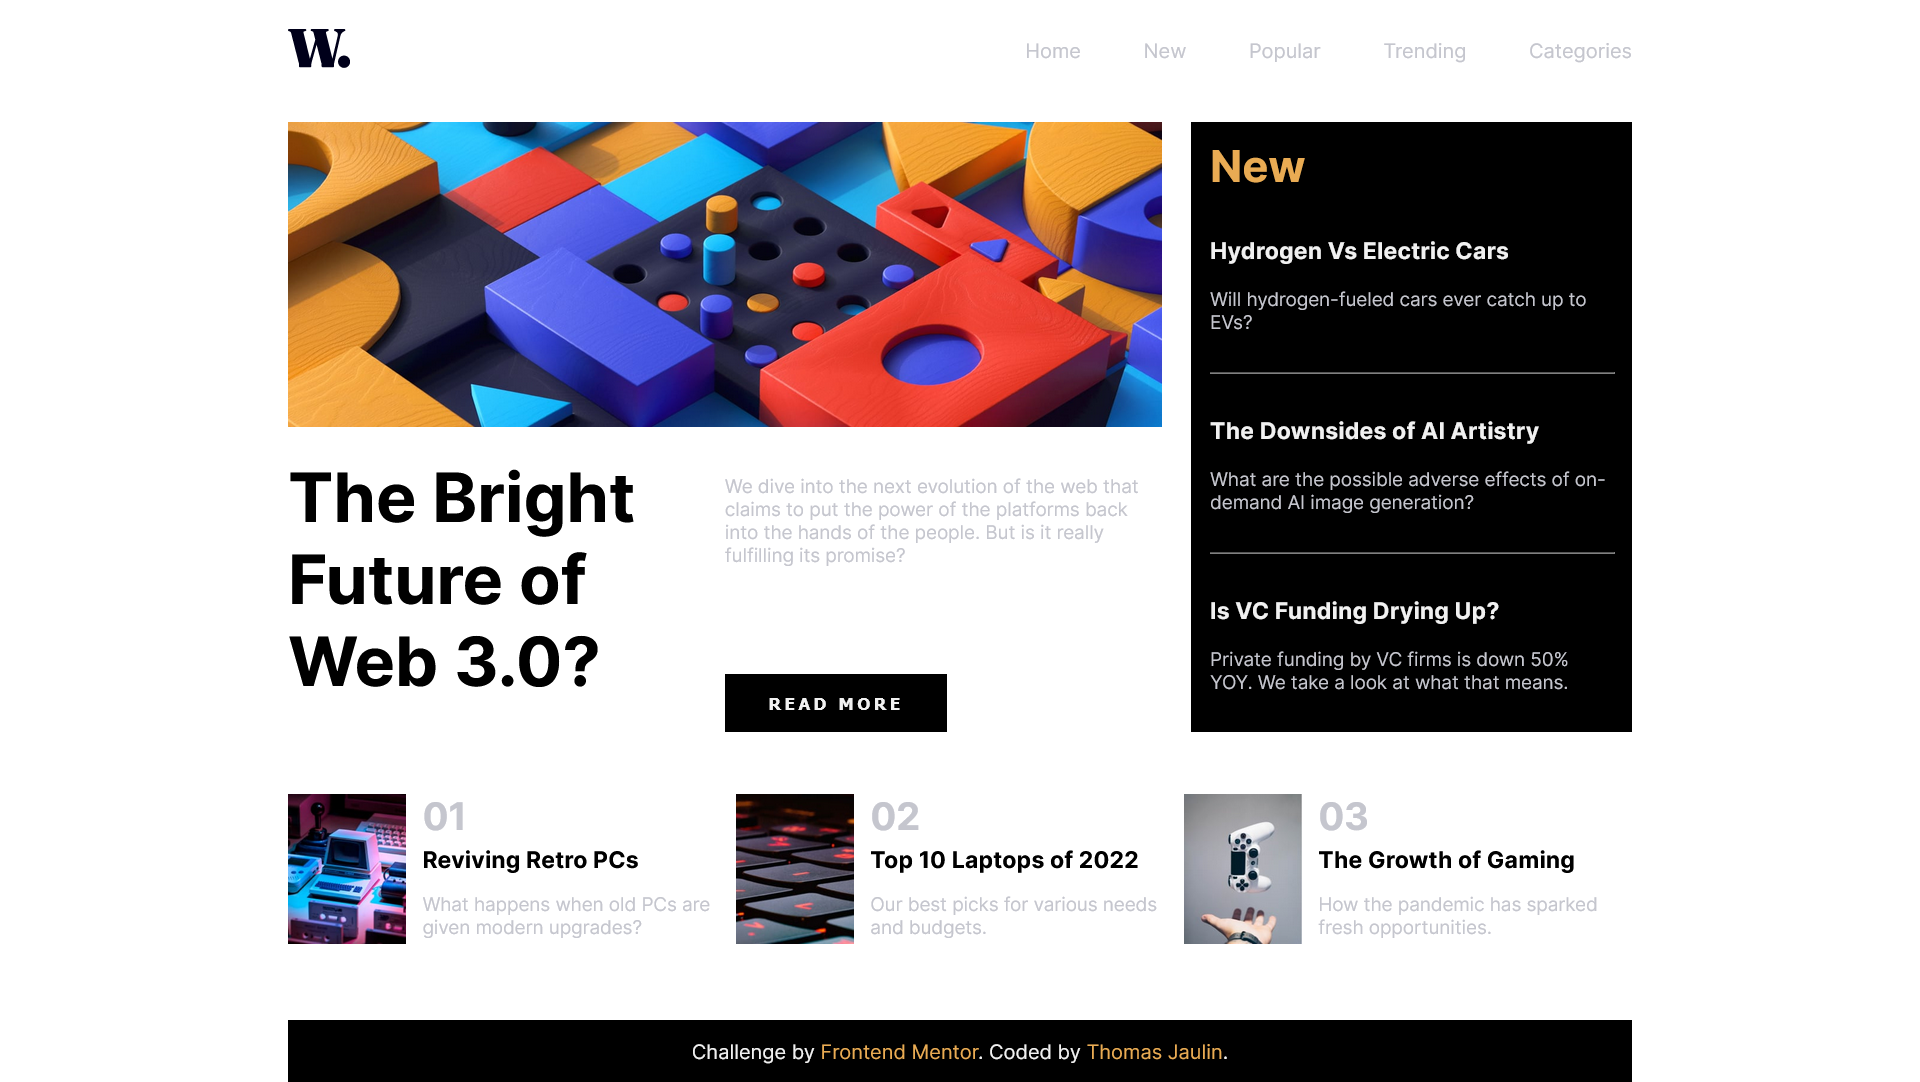 W.
Home New Popular Trending Categories
The Bright
Future of
Web 3.0?
We dive into the next evolution of the web that
claims to put the power of the platforms back
into the hands of the people. But is it really
fulfilling its promise?
READ MORE
New
Hydrogen Vs Electric Cars
Will hydrogen-fueled cars ever catch up to
EVs?
The Downsides of AI Artistry
What are the possible adverse effects of on-
demand AI image generation?
Is VC Funding Drying Up?
Private funding by VC firms is down 50%
YOY. We take a look at what that means.
01
Reviving Retro PCs
What happens when old PCs are
given modern upgrades?
02
Top 10 Laptops of 2022
Our best picks for various needs
and budgets.
03
The Growth of Gaming
How the pandemic has sparked
fresh opportunities.
Challenge by Frontend Mentor. Coded by Thomas Jaulin.